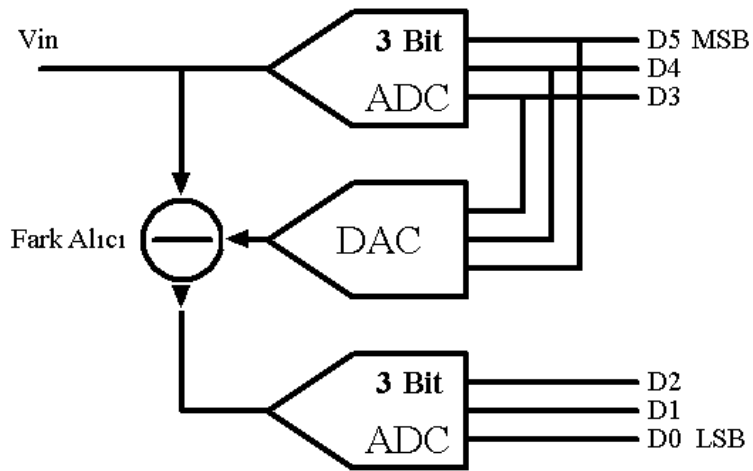 Vin
3 Bit
ADC
D5 MSB
D4
D3
Fark Alıcı
DAC
3 Bit
ADC
D2
D1
D0 LSB